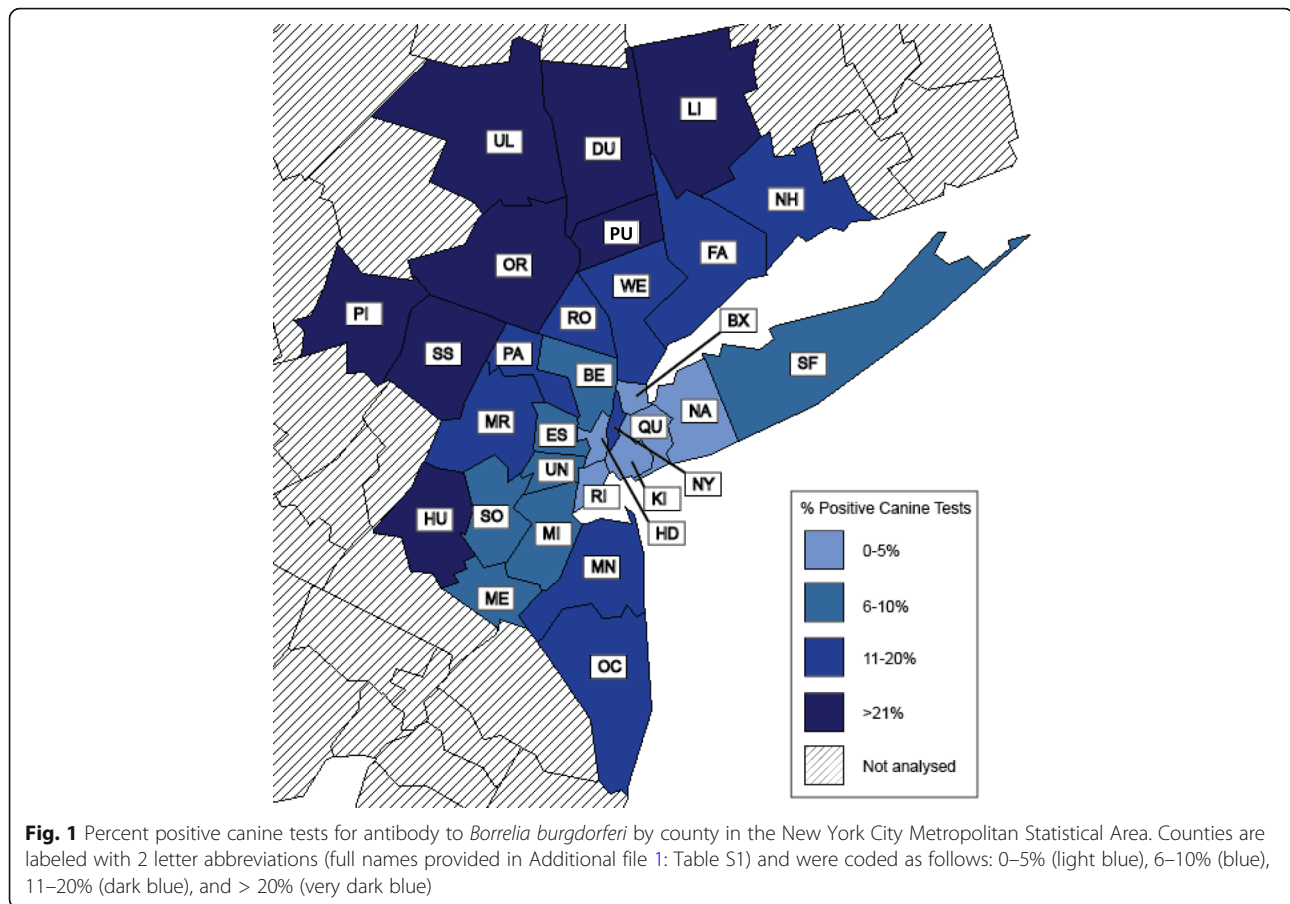 LI
UL
DU
NH
PU
FA
OR
WE
PI
RO
BX
SS
PA
SF
BE
MR
NA
QU
ES
UN
NY
RI
KI
HU
SO
MI
HD
MN
ME
OC
% Positive Canine Tests
0-5%
6-10%
11-20%
>21%
Not analysed
Fig. 1 Percent positive canine tests for antibody to Borrelia burgdorferi by county in the New York City Metropolitan Statistical Area. Counties are
labeled with 2 letter abbreviations (full names provided in Additional file 1: Table S1) and were coded as follows: 0–5% (light blue), 6–10% (blue),
11–20% (dark blue), and > 20% (very dark blue)